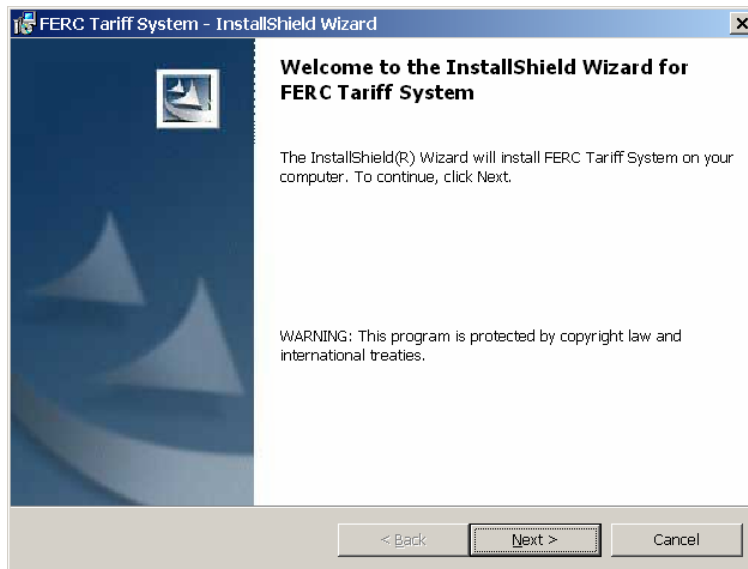 FERC Tariff System - InstallShield Wizard
Welcome to the InstallShield Wizard for
FERC Tariff System
The InstallShield(R) Wizard will install FERC Tariff System on your
computer. To continue, click Next.
WARNING: This program is protected by copyright law and
international treaties.
< Back
Next >
Cancel